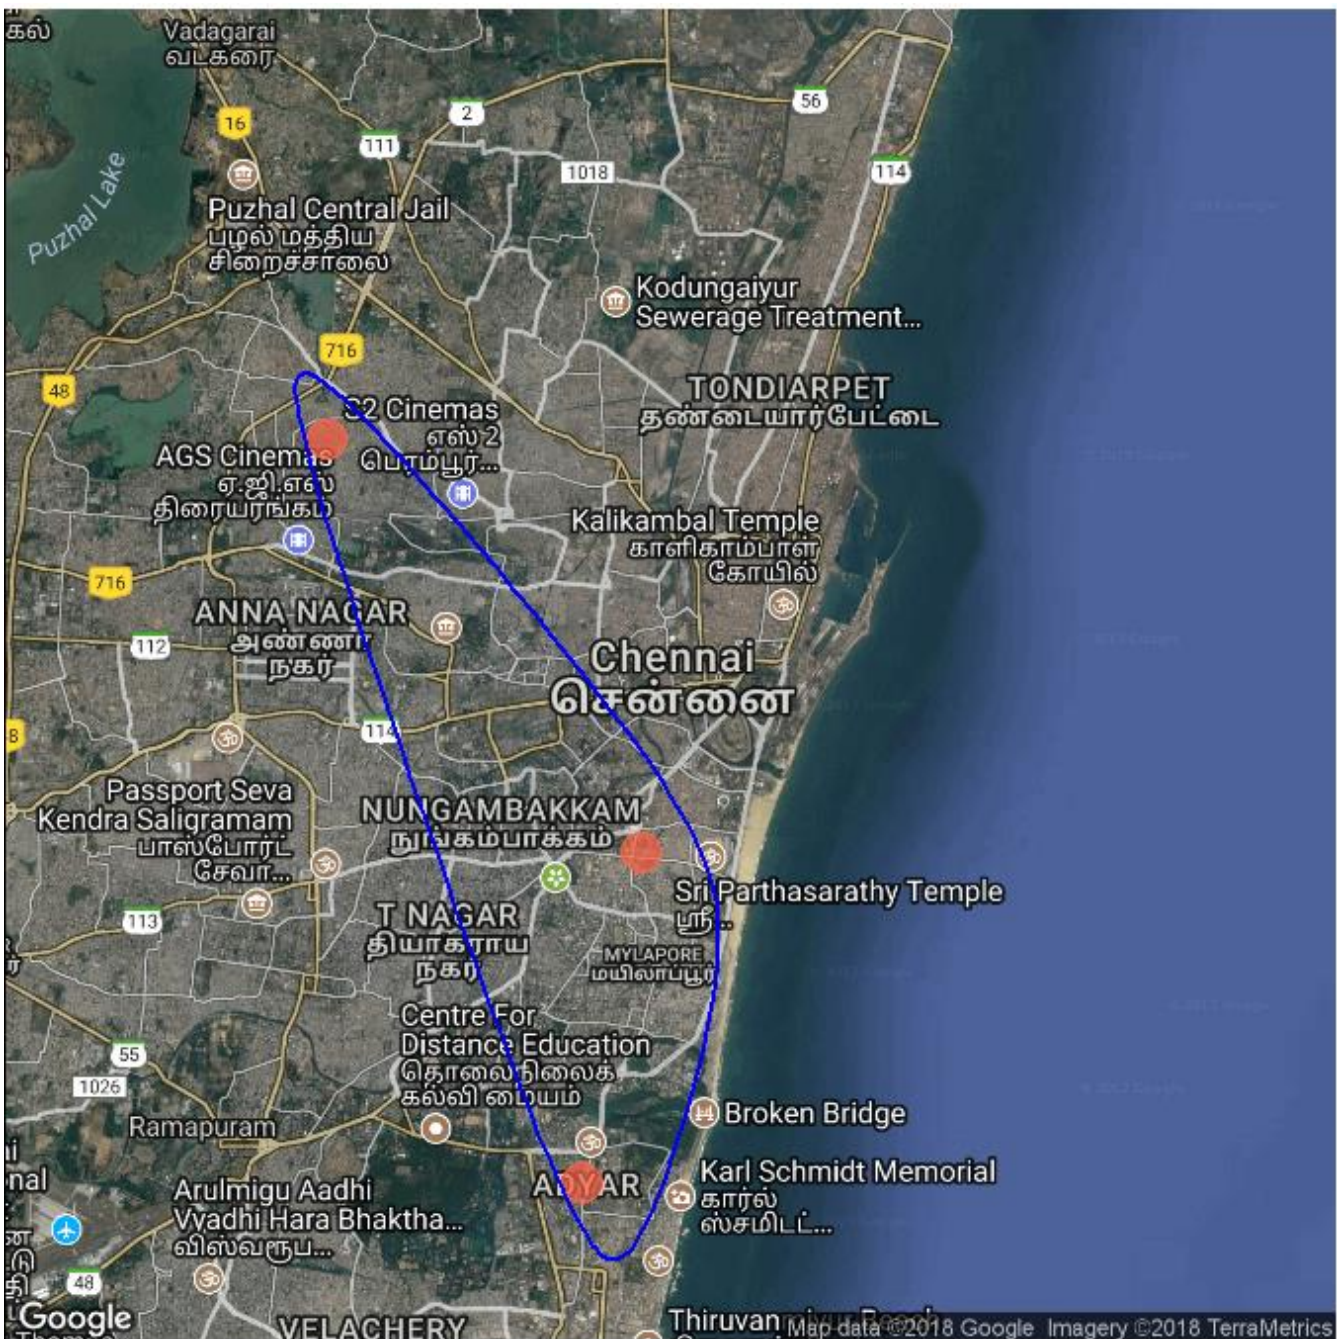 கல்
Vadagarai
வடகரை
16
2
111
56
1018
114
Puzhal Lake
Puzhal Central Jail
புழல் மத்திய
சிறைச்சாலை
Kodungaiyur
Sewerage Treatment...
716
48
TONDIARPET
தண்டையார்பேட்டை
S2 Cinemas
எஸ் 2
பெரம்பூர்...
AGS Cinemas
ஏ.ஜி.எஸ்
திரையரங்கம்
Kalikambal Temple
காளிகாம்பாள்
கோயில்
716
ANNA NAGAR
அண்ணா
நகர்
112
Chennai
சென்னை
114
8
Passport Seva
Kendra Saligramam
பாஸ்போர்ட்
சேவா...
NUNGAMBAKKAM
நுங்கம்பாக்கம்
Sri Parthasarathy Temple
ஸ்ரீ...
113
T NAGAR
தியாகராய
நகர்
MYLAPORE
மயிலாப்பூர்
Centre For
Distance Education
தொலைநிலைக்
கல்வி மையம்
55
1026
Ramapuram
Broken Bridge
ADYAR
Karl Schmidt Memorial
கார்ல்
ஸ்சமிடட்...
nal
Arulmigu Aadhi
Vyadhi Hara Bhaktha...
விஸ்வரூப...
48
Google
VELACHERY
Map data ©2018 Google Imagery ©2018 TerraMetrics